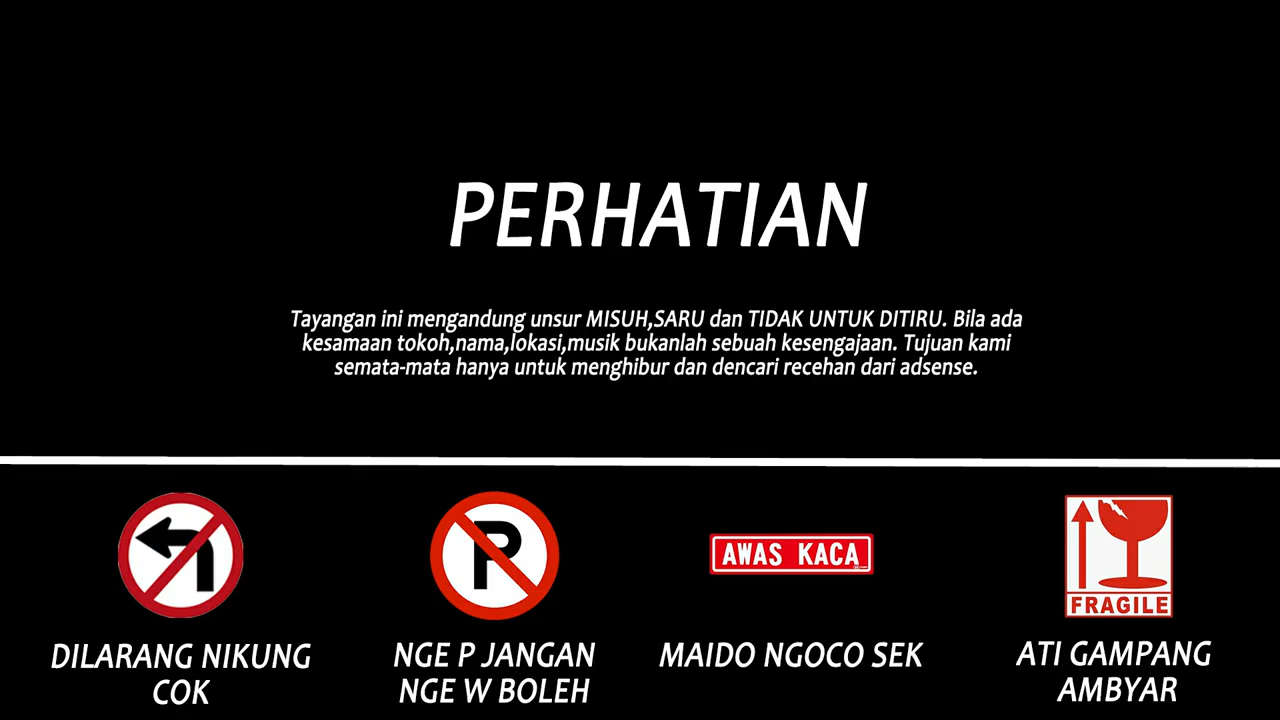 PERHATIAN
Tayangan ini mengandung unsur MISUH,SARU dan TIDAK UNTUK DITIRU. Bila ada
kesamaan tokoh,nama,lokasi,musik bukanlah sebuah kesengajaan. Tujuan kami
semata-mata hanya untuk menghibur dan dencari recehan dari adsense.
P
AWAS KACA
FRAGILE
DILARANG NIKUNG
COK
NGE P JANGAN
NGE W BOLEH
MAIDO NGOCO SEK
ATI GAMPANG
AMBYAR